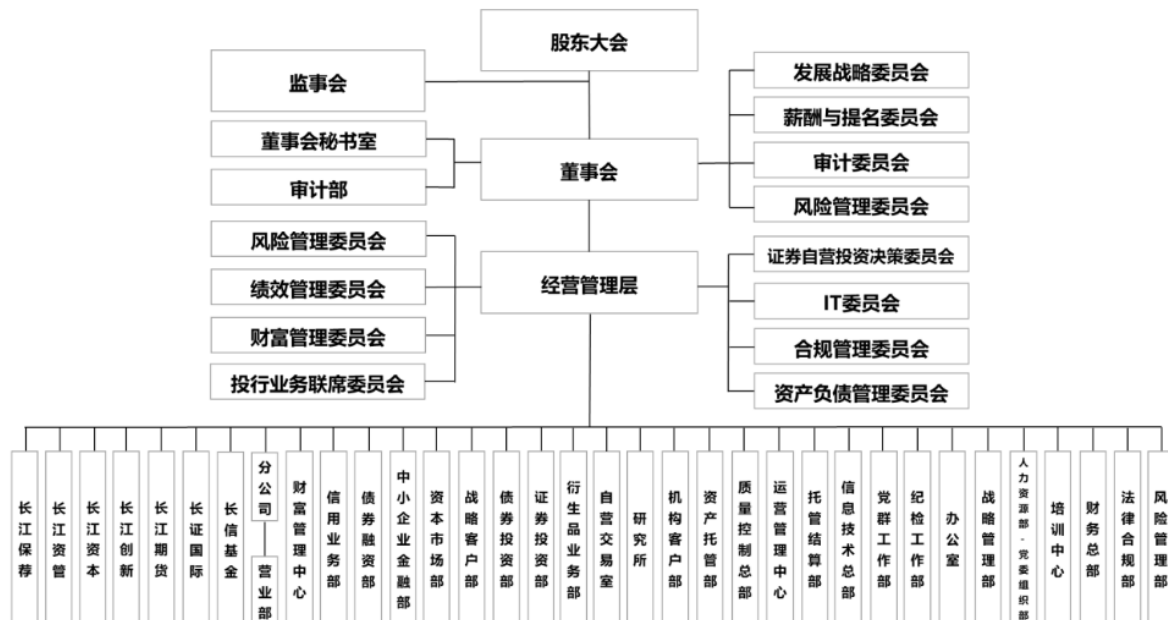 股东大会
监事会
发展战略委员会
薪酬与提名委员会
董事会秘书室
董事会
审计委员会
审计部
风险管理委员会
风险管理委员会
证券自营投资决策委员会
绩效管理委员会
经营管理层
IT委员会
财富管理委员会
合规管理委员会
投行业务联席委员会
资产负债管理委员会
长江保荐
长江资管
长江资本
长江创新
长江期货
长证国际
长信基金
分公司
营业部
财富管理中心
信用业务部
债券融资部
中小企业金融部
资本市场部
战略客户部
债券投资部
证券投资部
衍生品业务部
自营交易室
研究所
机构客户部
资产托管部
质量控制总部
运营管理中心
托管结算部
信息技术总部
党群工作部
纪检工作部
办公室
战略管理部
人力资源部-党委组织部
培训中心
财务总部
法律合规部
风险管理部